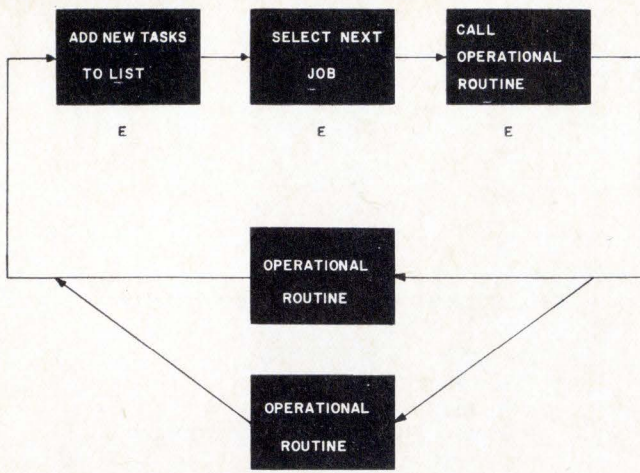 ADD NEW TASKS
TO LIST
SELECT NEXT
JOB
CALL
OPERATIONAL
ROUTINE
E
E
E
OPERATIONAL
ROUTINE
OPERATIONAL
ROUTINE